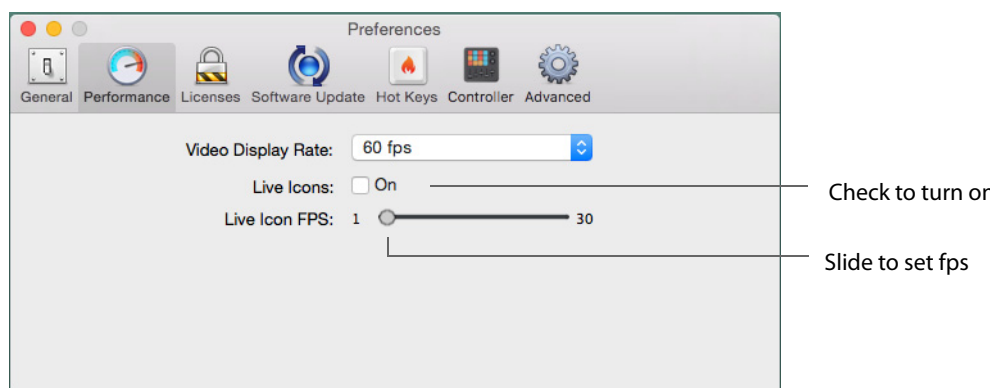 Preferences
General Performance Licenses Software Update Hot Keys Controller Advanced
Video Display Rate: 60 fps
Live Icons: On
Check to turn on
Live Icon FPS: 1 30
Slide to set fps